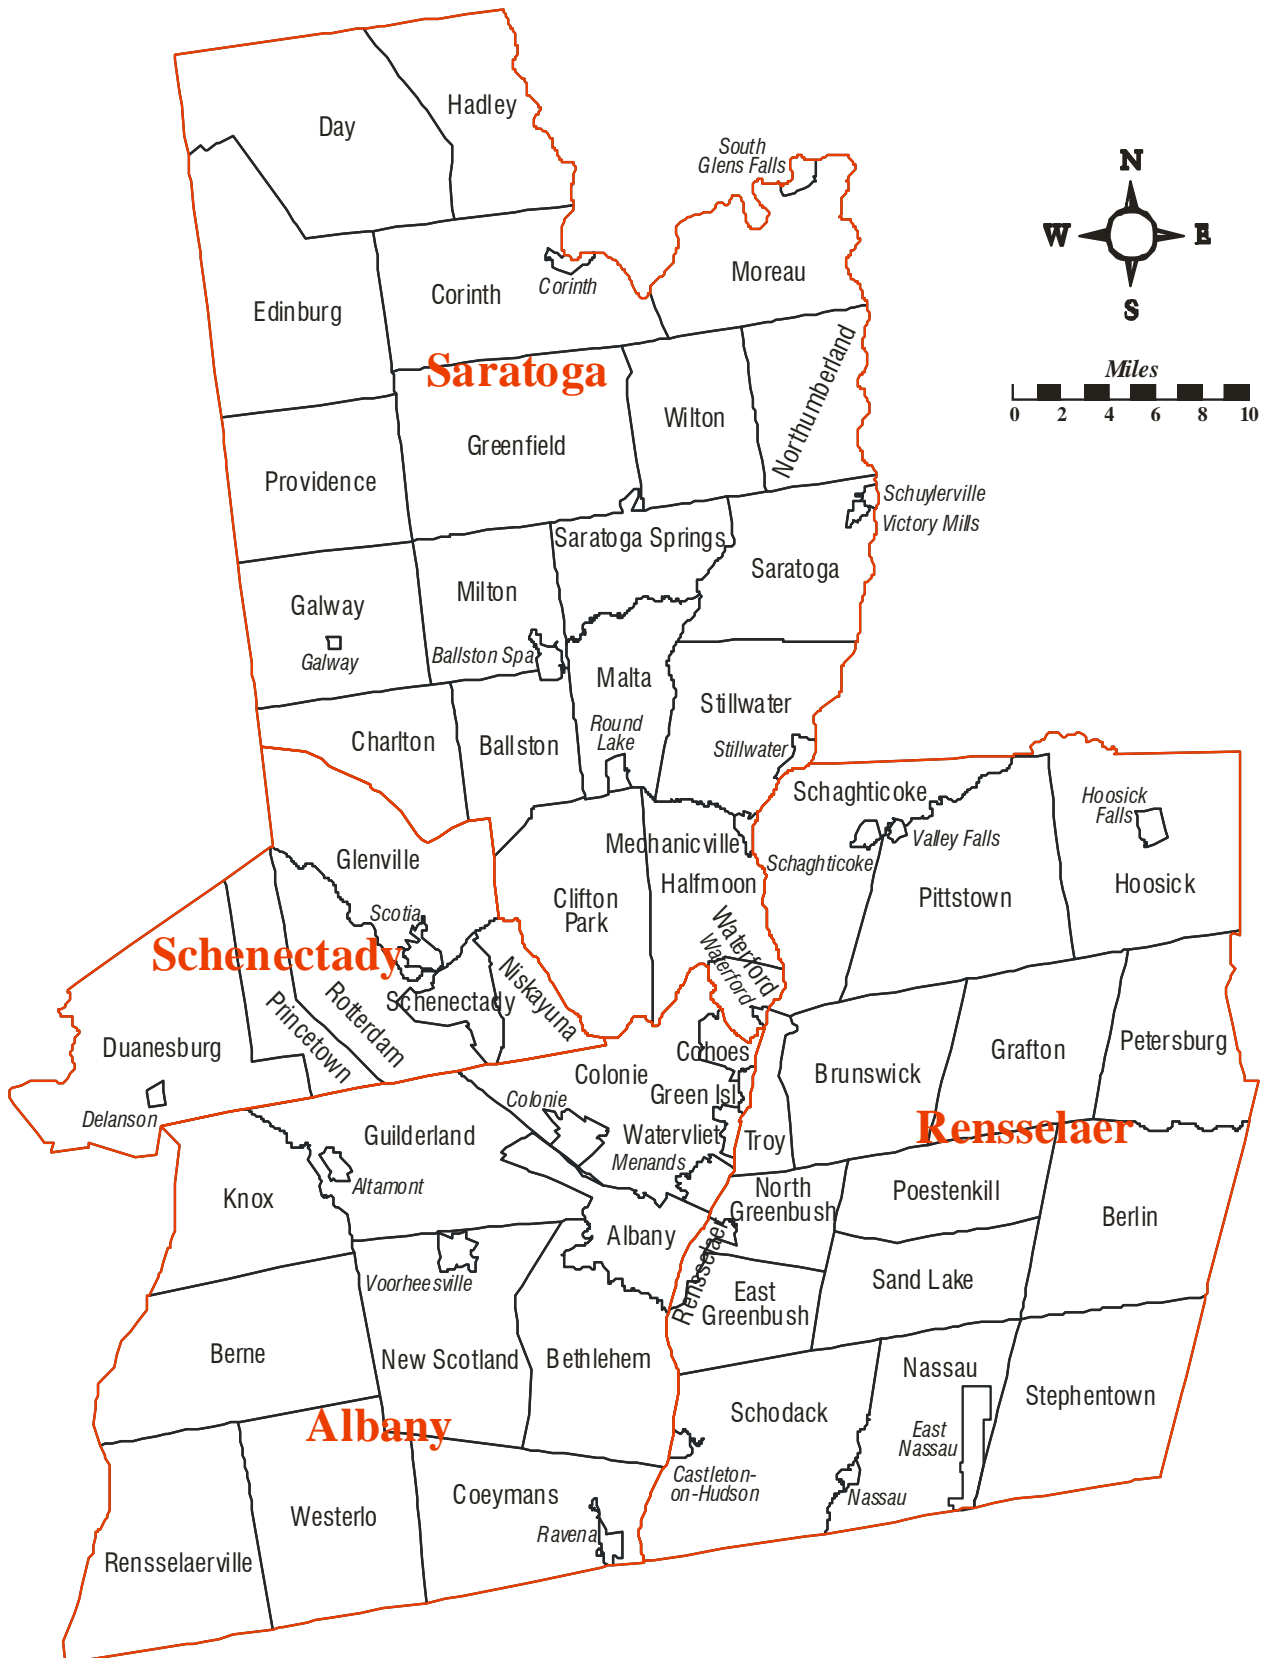 Hadley
Day
South
Glens Falls
N
W
E
S
Moreau
Corinth
Corinth
Edinburg
Saratoga
Miles
0 2 4 6 8 10
Northumberland
Wilton
Greenfield
Providence
Schuylerville
Victory Mills
Saratoga Springs
Saratoga
Milton
Galway
Galway
Ballston Spa
Malta
Stillwater
Round
Lake
Stillwater
Charlton
Ballston
Schaghticoke
Hoosick
Falls
Valley Falls
Schaghticoke
Mechanicville
Glenville
Halfmoon
Hoosick
Clifton
Park
Pittstown
Scotia
Schenectady
Waterford
Waterford
Niskayuna
Schenectady
Rotterdam
Princetown
Duanesburg
Delanson
Cohoes
Colonie
Green Isl
Colonie
Grafton
Petersburg
Brunswick
Rensselaer
Guilderland
Watervliet
Troy
Menands
Altamont
Knox
North
Greenbush
Poestenkill
Berlin
Albany
Rensselaer
Voorheesville
Sand Lake
East
Greenbush
Berne
New Scotland
Bethlehem
Nassau
Stephentown
Albany
Schodack
East
Nassau
Castleton-
on-Hudson
Nassau
Coeymans
Westerlo
Ravena
Rensselaerville